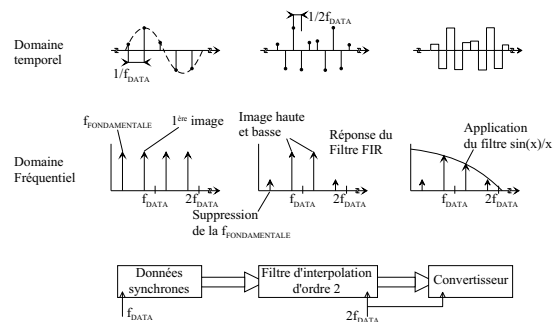 Domaine
temporel
1/f_DATA
1/2f_DATA
f_FONDAMENTALE
1ère image
Image haute
et basse
Réponse du
Filtre FIR
Application
du filtre sin(x)/x
Domaine
Fréquentiel
f_DATA
2f_DATA
f_DATA
2f_DATA
f_DATA
2f_DATA
Suppression
de la f_FONDAMENTALE
Données
synchrones
Filtre d'interpolation
d'ordre 2
Convertisseur
f_DATA
2f_DATA